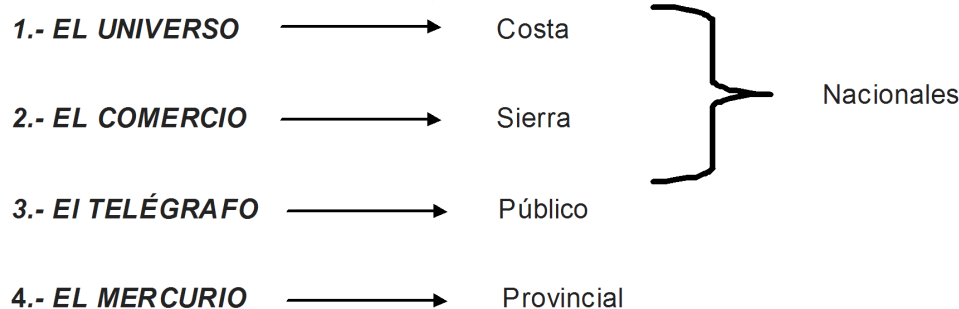 1.- EL UNIVERSO Costa
2.- EL COMERCIO Sierra
Nacionales
3.- El TELÉGRAFO Público
4.- EL MERCURIO Provincial